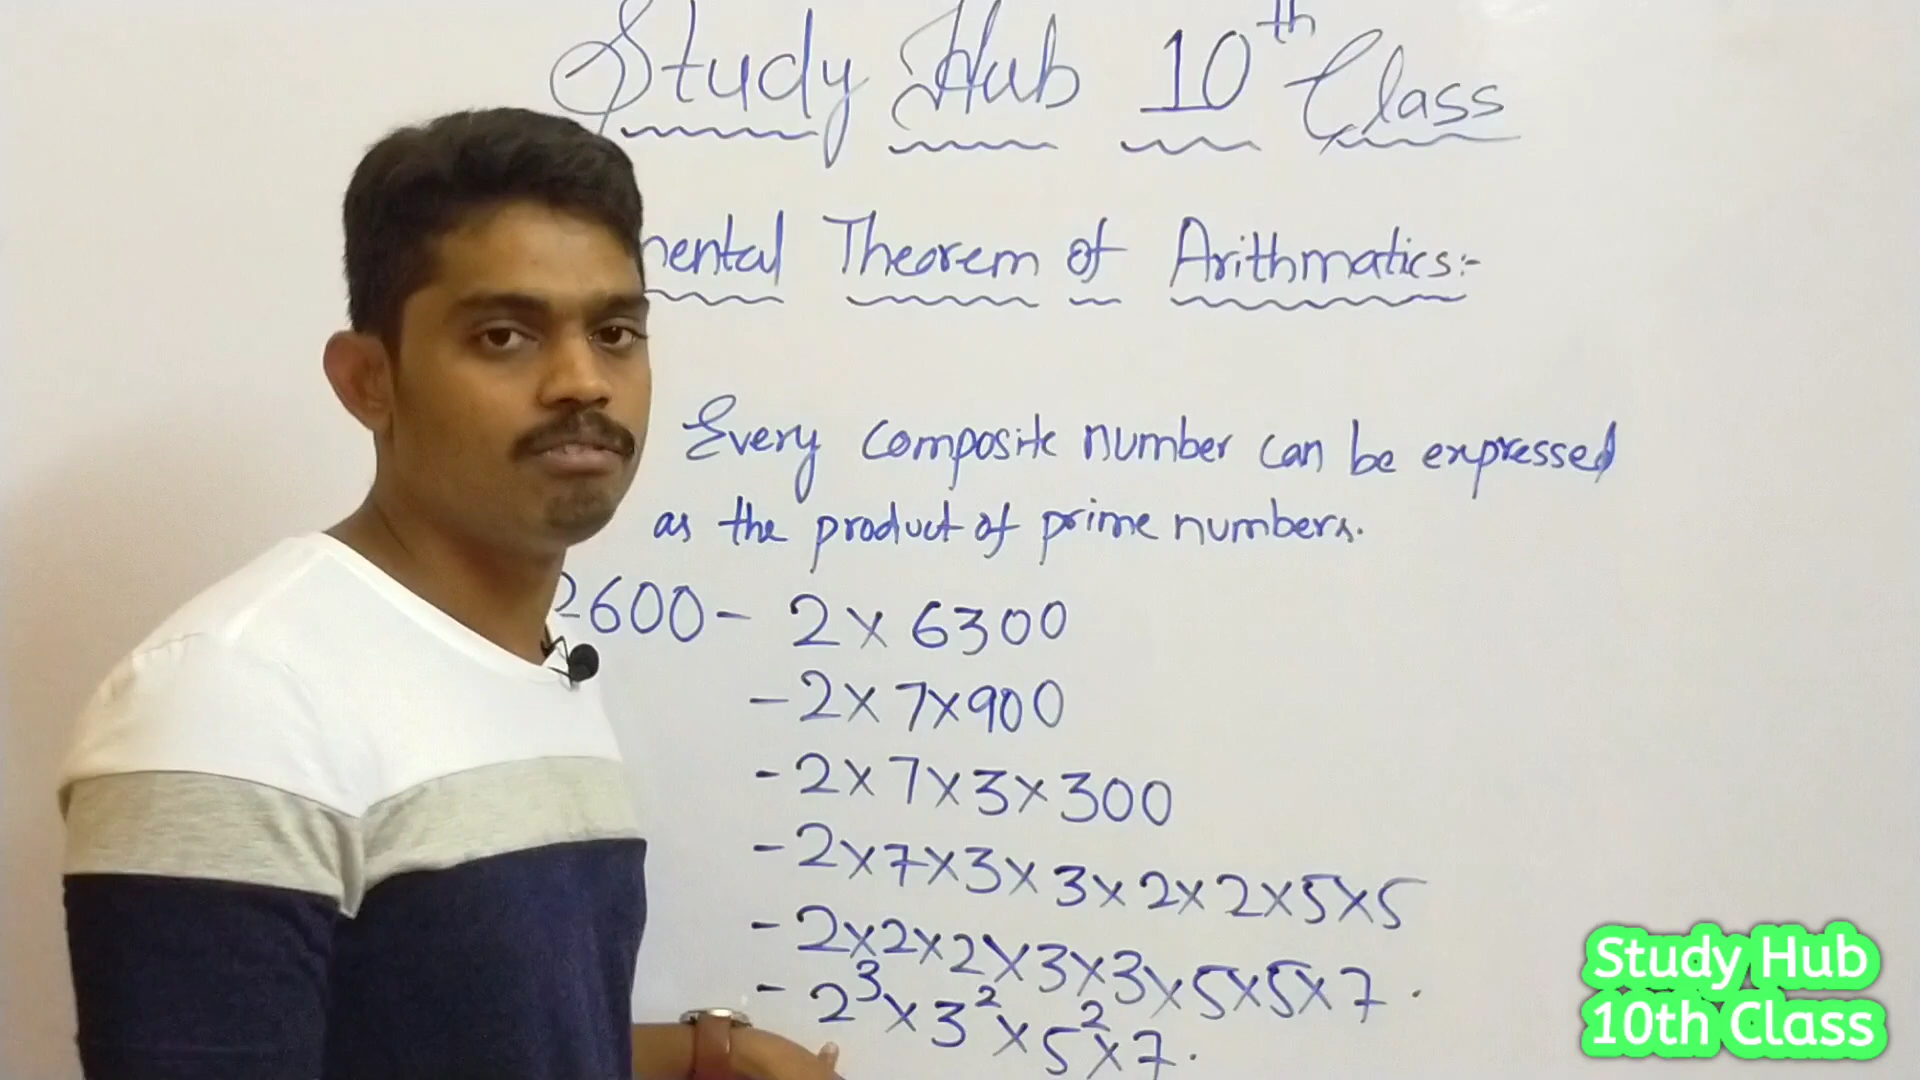 Study Hub 10th Class
mental Theorem of Arithmatics:-
Every composite number can be expressed
as the product of prime numbers.
2600 - 2 × 6300
- 2 × 7 × 900
- 2 × 7 × 3 × 300
- 2 × 7 × 3 × 3 × 2 × 2 × 5 × 5
- 2 × 2 × 2 × 3 × 3 × 5 × 5 × 7 .
- 2³ × 3² × 5² × 7 .
Study Hub
10th Class